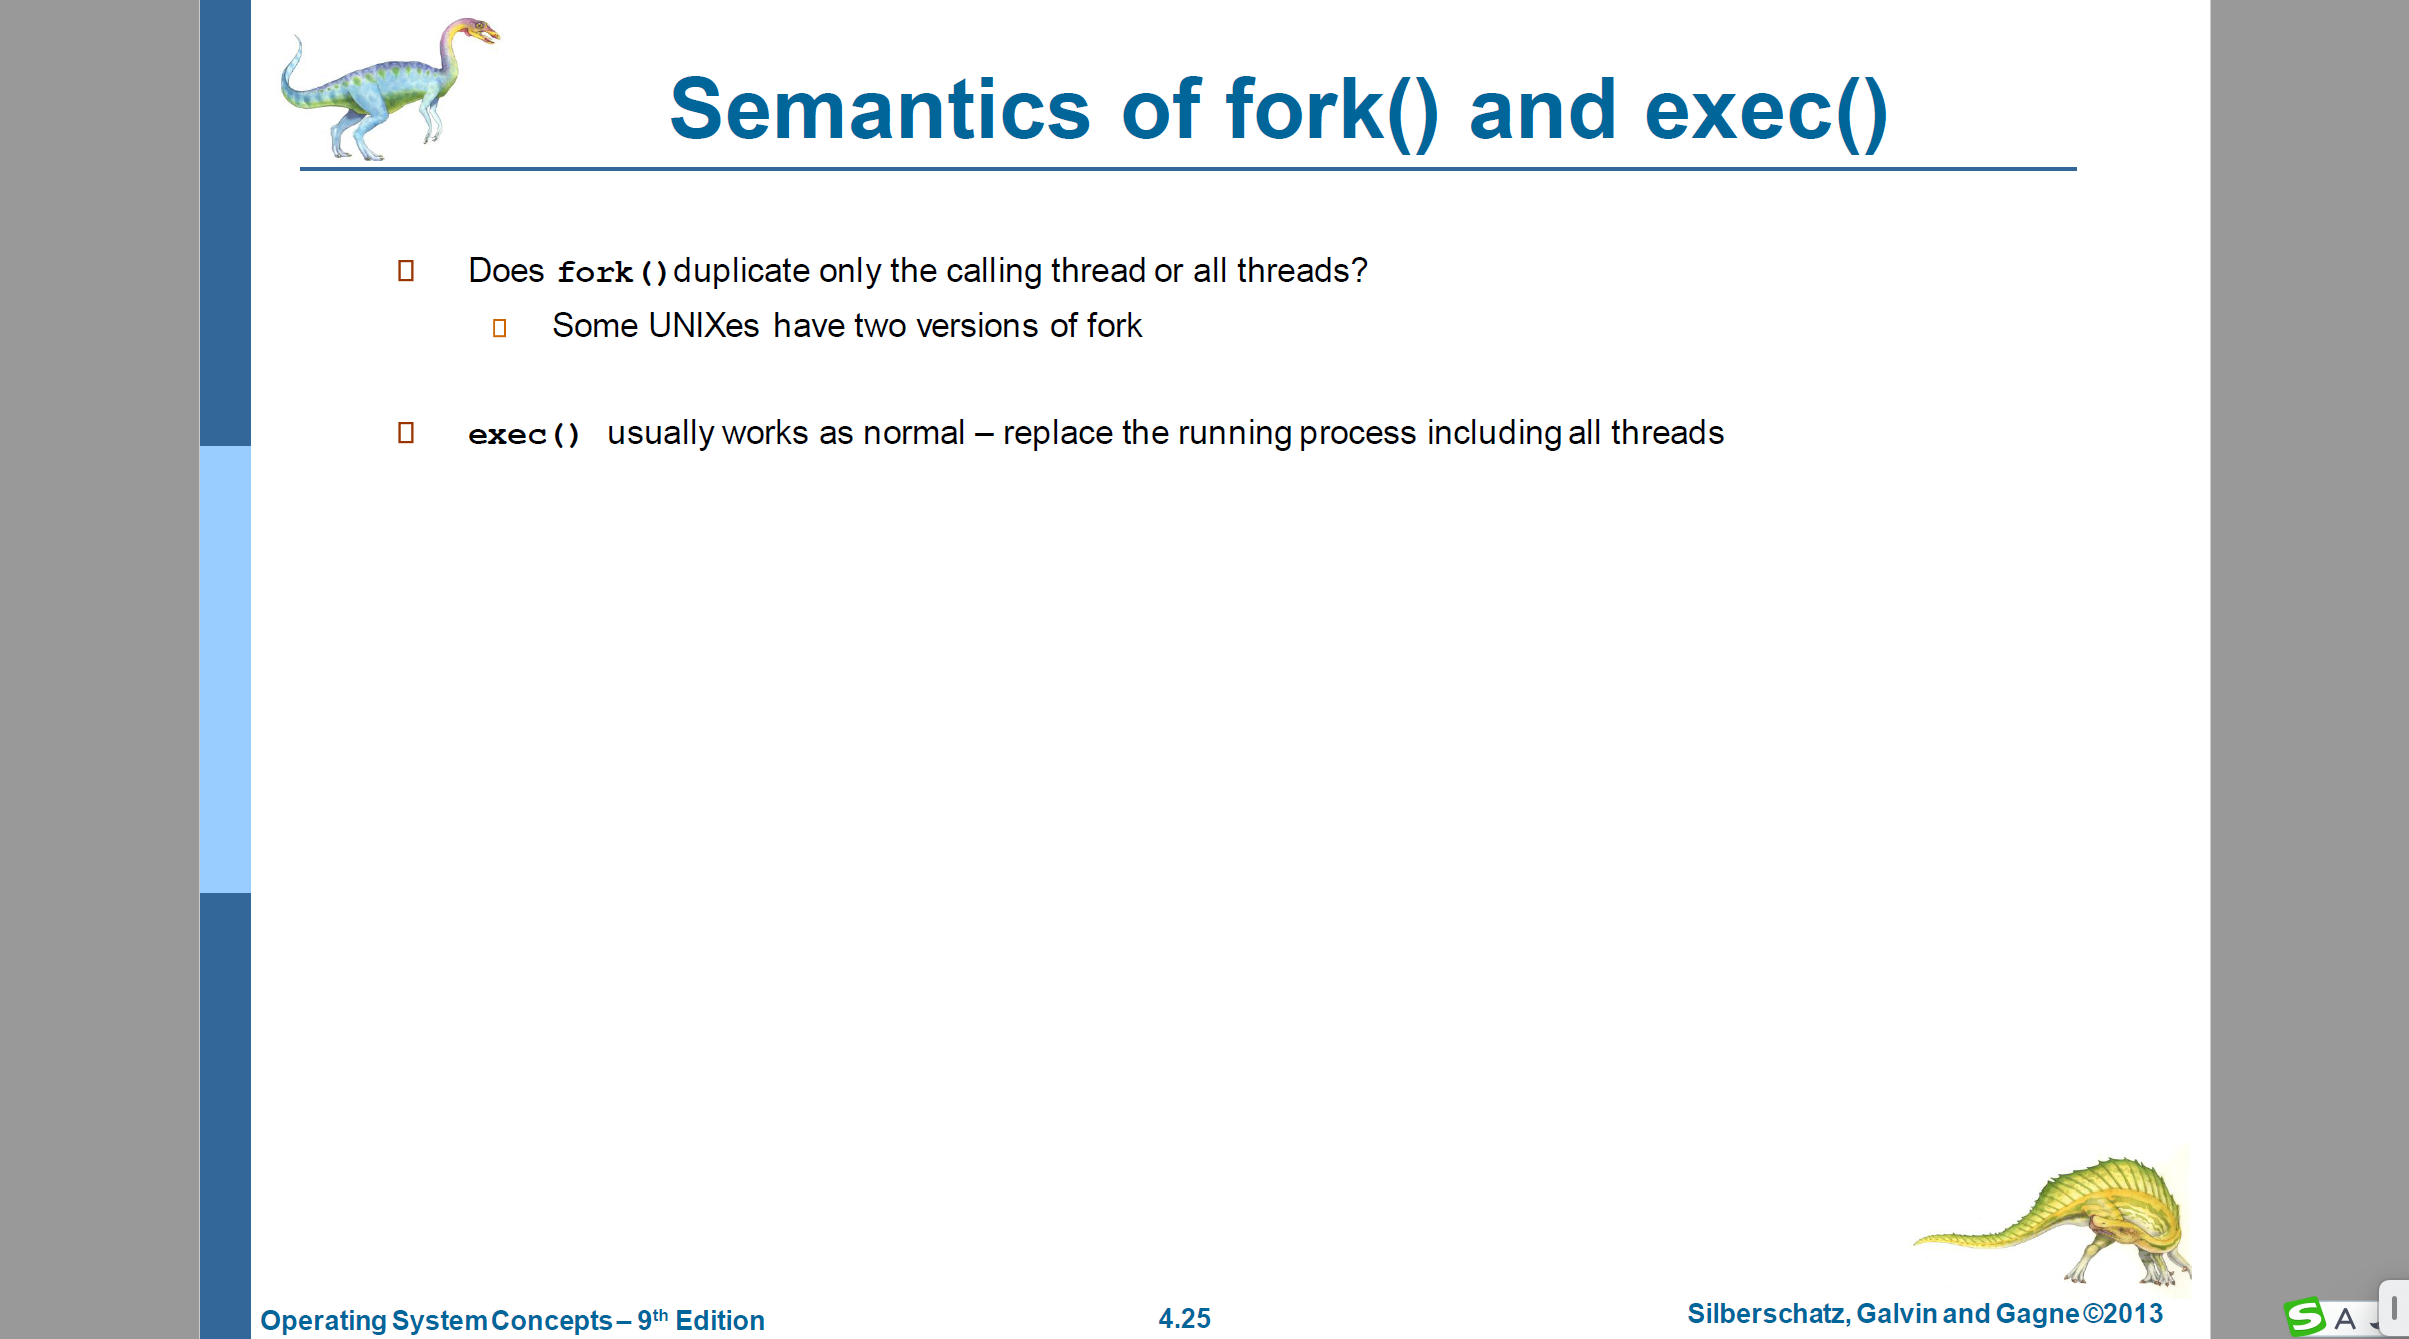 Semantics of fork() and exec()
Does fork() duplicate only the calling thread or all threads?
Some UNIXes have two versions of fork
exec() usually works as normal – replace the running process including all threads
Operating System Concepts – 9th Edition
4.25
Silberschatz, Galvin and Gagne ©2013
S A